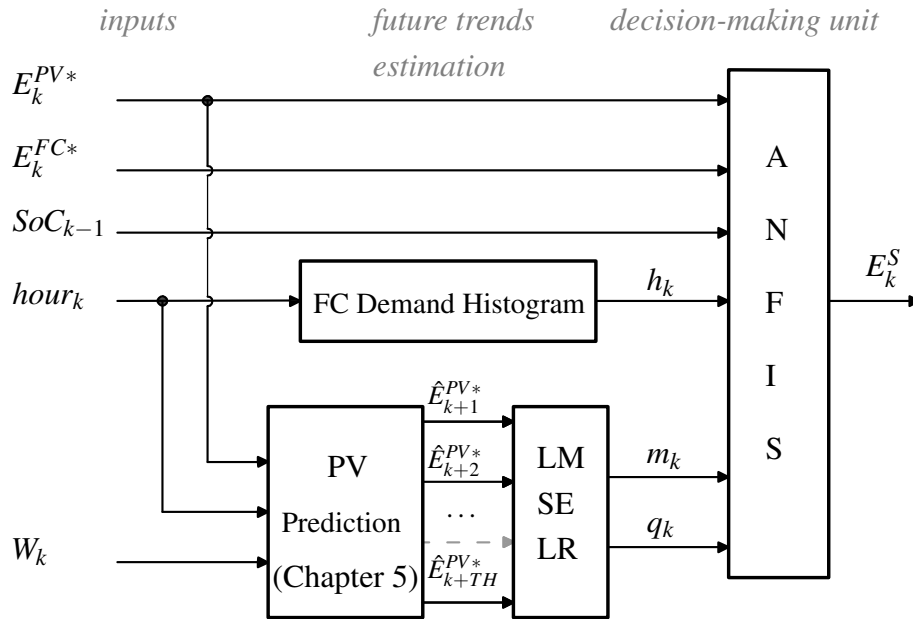 inputs
future trends
estimation
decision-making unit
E_k^{PV*}
E_k^{FC*}
SoC_{k−1}
hour_k
W_k
FC Demand Histogram
h_k
PV
Prediction
(Chapter 5)
Ê_{k+1}^{PV*}
Ê_{k+2}^{PV*}
...
Ê_{k+TH}^{PV*}
LM
SE
LR
m_k
q_k
A
N
F
I
S
E_k^S